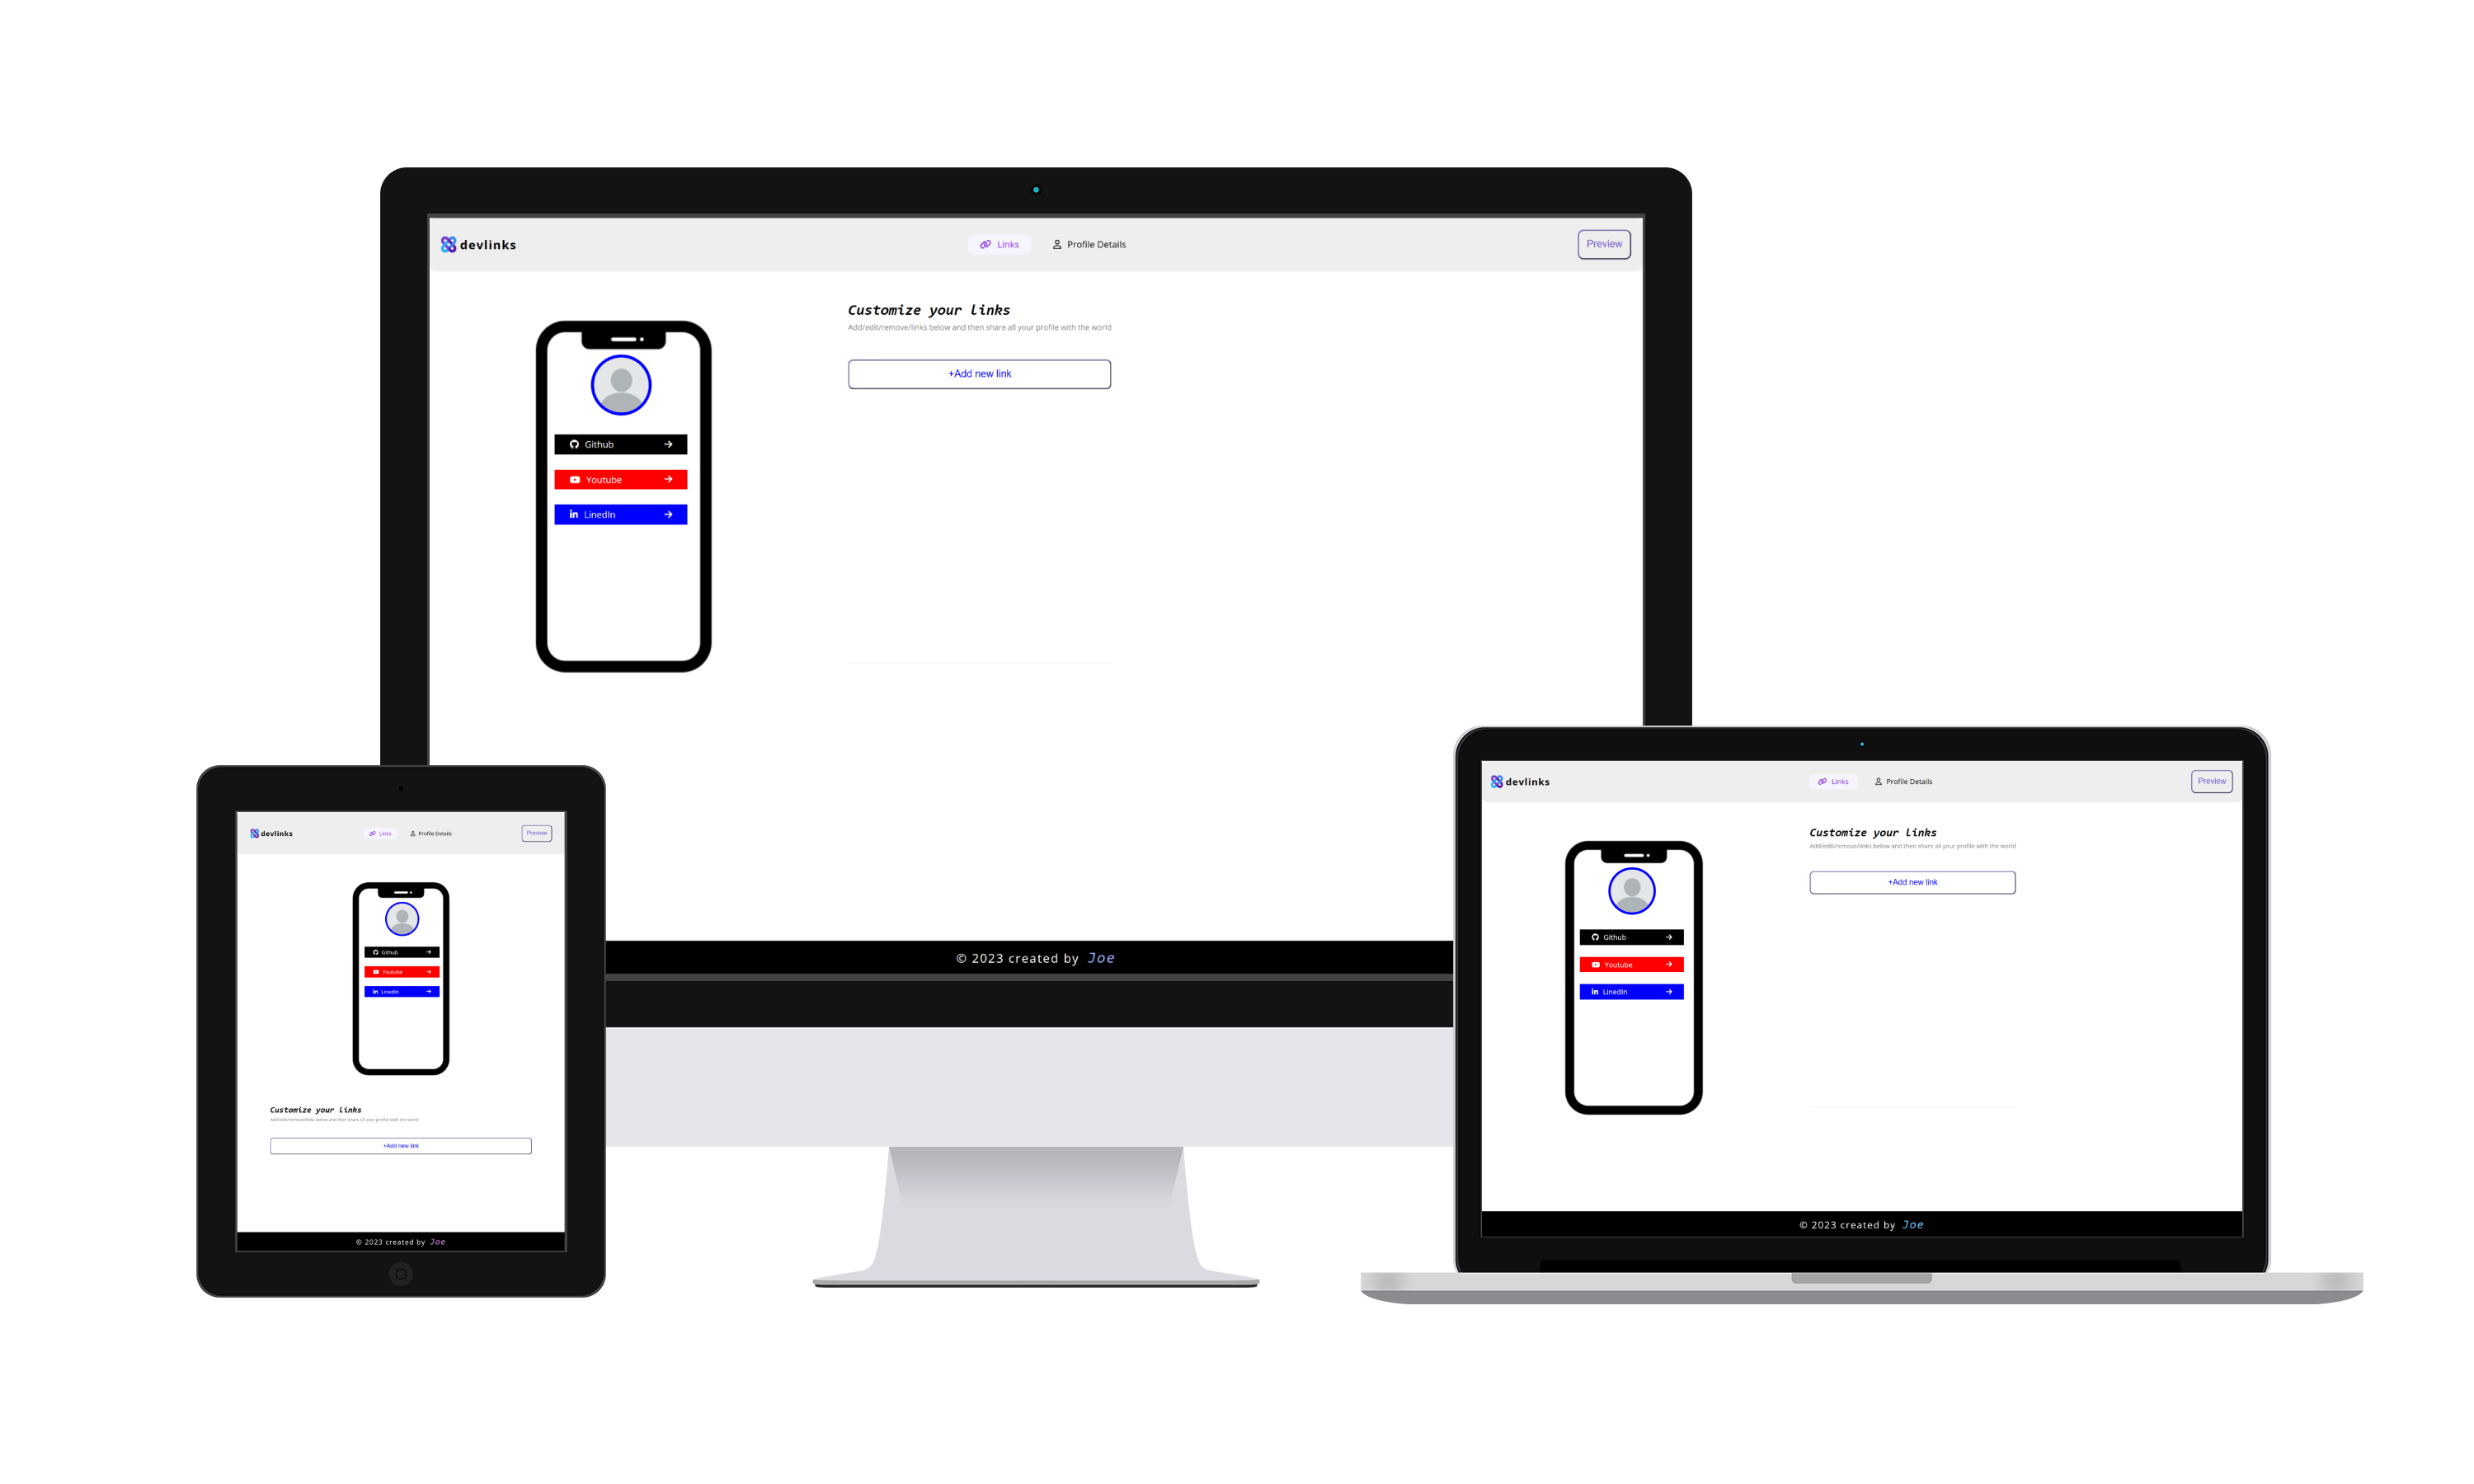 devlinks
Links
Profile Details
Preview
Customize your links
Add/edit/remove/links below and then share all your profile with the world
+Add new link
Github
Youtube
LinedIn
© 2023 created by Joe
devlinks
Links
Profile Details
Preview
Github
Youtube
LinedIn
Customize your links
Add/edit/remove/links below and then share all your profile with the world
+Add new link
© 2023 created by Joe
devlinks
Links
Profile Details
Preview
Customize your links
Add/edit/remove/links below and then share all your profile with the world
+Add new link
Github
Youtube
LinedIn
© 2023 created by Joe